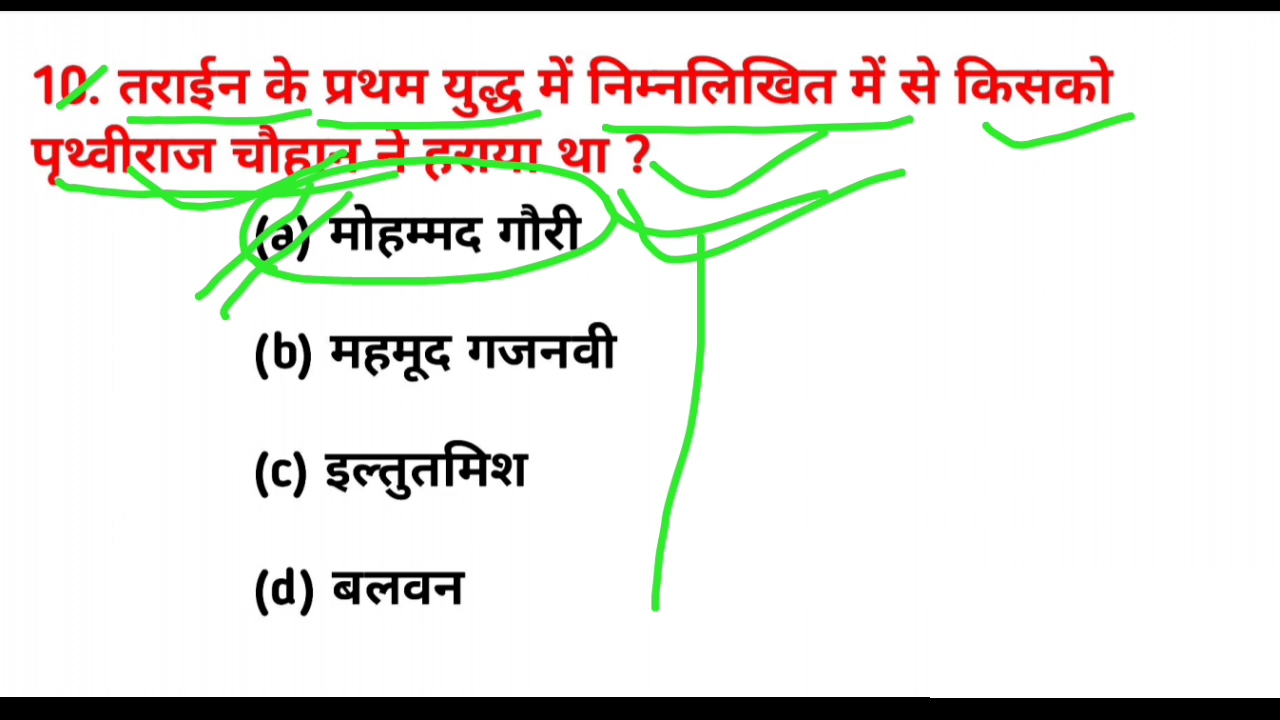 10. तराईन के प्रथम युद्ध में निम्नलिखित में से किसको
पृथ्वीराज चौहान ने हराया था ?
(a) मोहम्मद गौरी
(b) महमूद गजनवी
(c) इल्तुतमिश
(d) बलवन